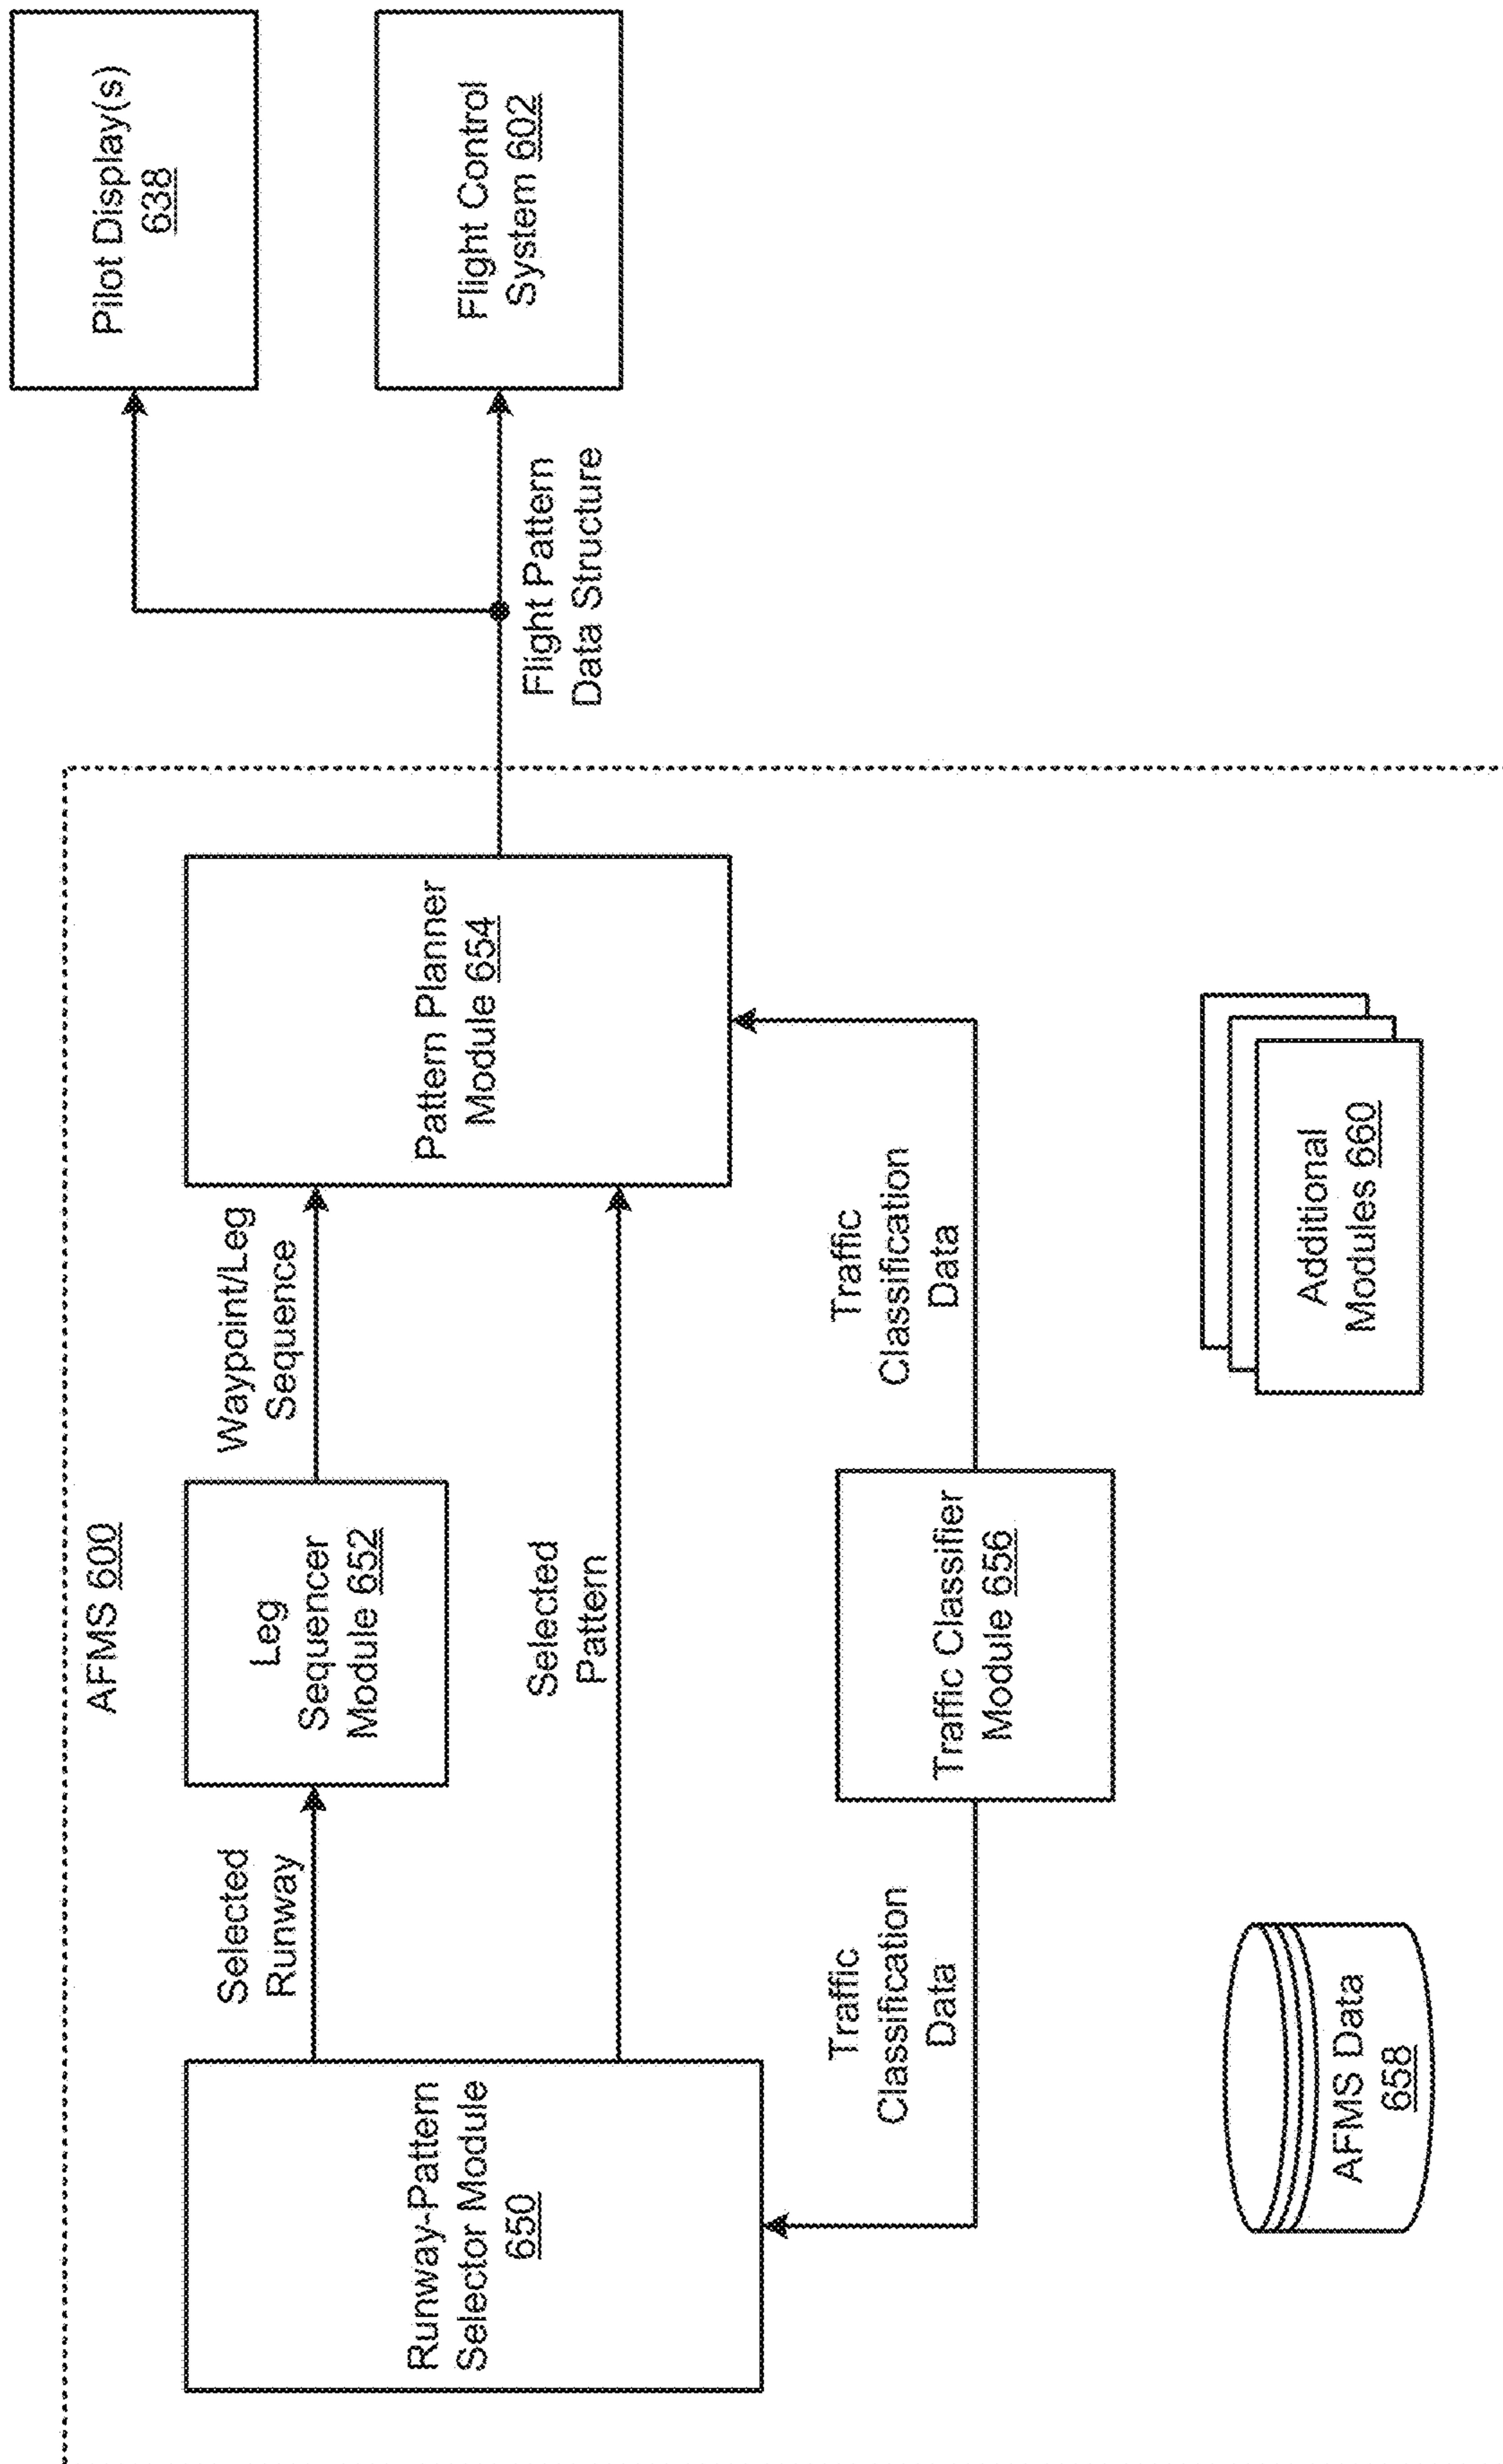 AFMS 600
Runway-Pattern
Selector Module
650
Selected
Runway
Leg
Sequencer
Module 652
Waypoint/Leg
Sequence
Pattern Planner
Module 654
Selected
Pattern
Flight Pattern
Data Structure
Pilot Display(s)
638
Flight Control
System 602
Traffic
Classification
Data
Traffic Classifier
Module 656
Traffic
Classification
Data
AFMS Data
658
Additional
Modules 660